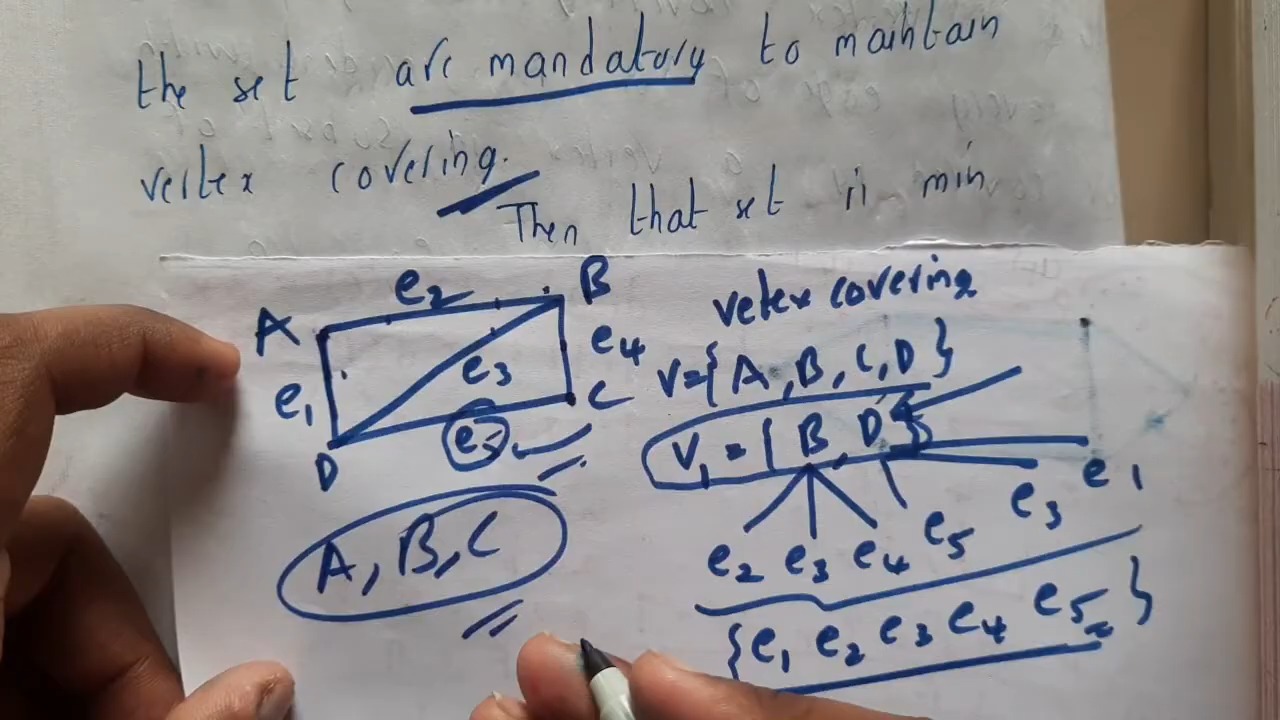 the set are mandatory to maintain
vertex covering.
Then that set is min
A e2 B
e1 e3 e4
D e5 C
A, B, C
vetex covering
V={A, B, C, D}
V1 = {B, D}
e2 e3 e4 e5 e3 e1
{e1 e2 e3 e4 e5}